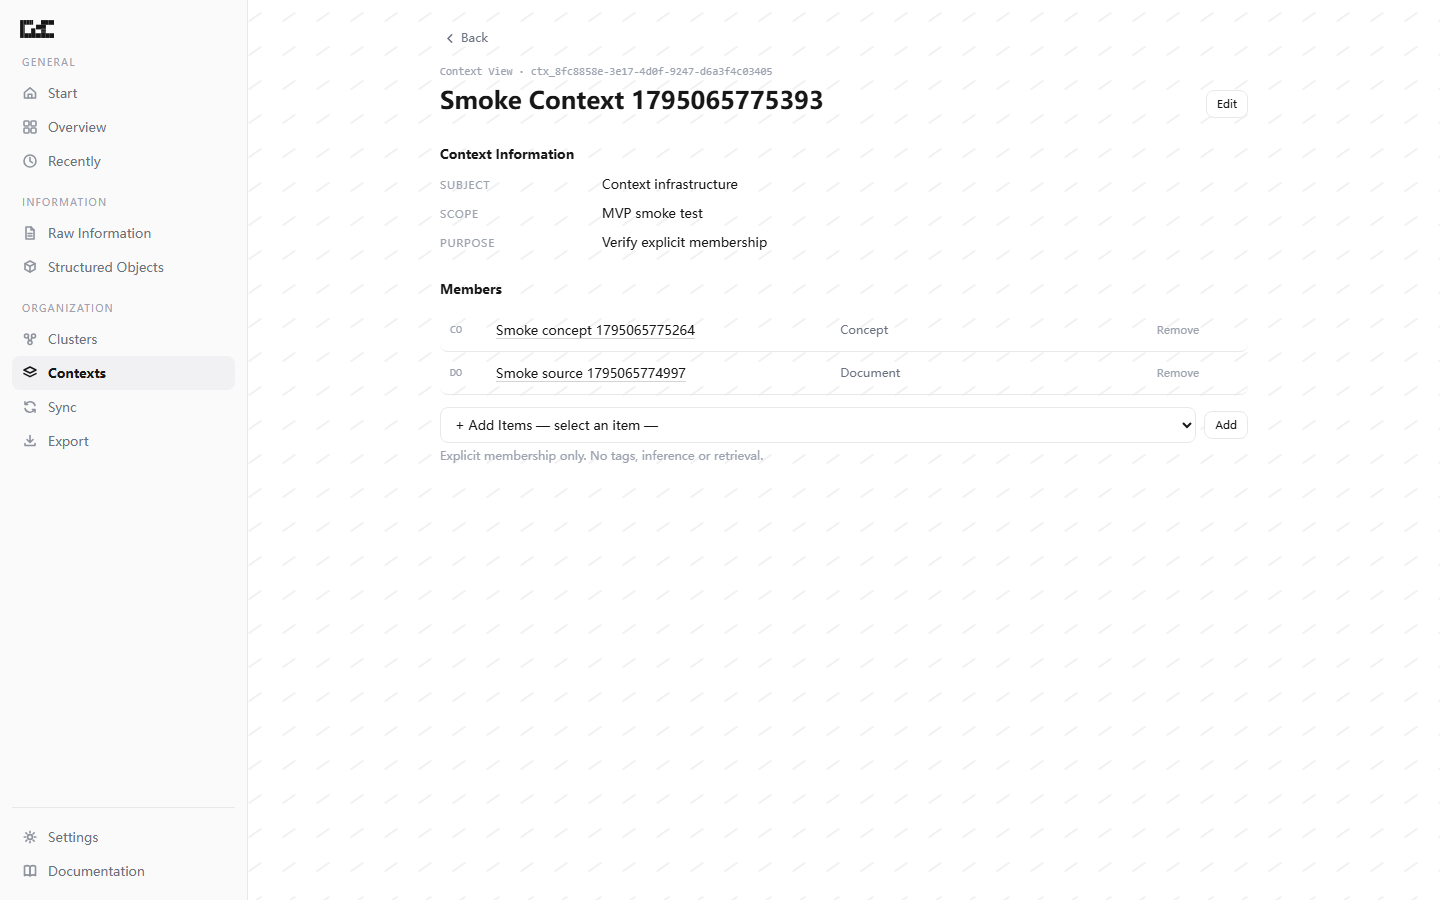 GENERAL
Start
Overview
Recently
INFORMATION
Raw Information
Structured Objects
ORGANIZATION
Clusters
Contexts
Sync
Export
Settings
Documentation
Back
Context View · ctx_8fc8858e-3e17-4d0f-9247-d6a3f4c03405
Smoke Context 1795065775393
Edit
Context Information
SUBJECT Context infrastructure
SCOPE MVP smoke test
PURPOSE Verify explicit membership
Members
CO Smoke concept 1795065775264 Concept Remove
DO Smoke source 1795065774997 Document Remove
+ Add Items — select an item — Add
Explicit membership only. No tags, inference or retrieval.